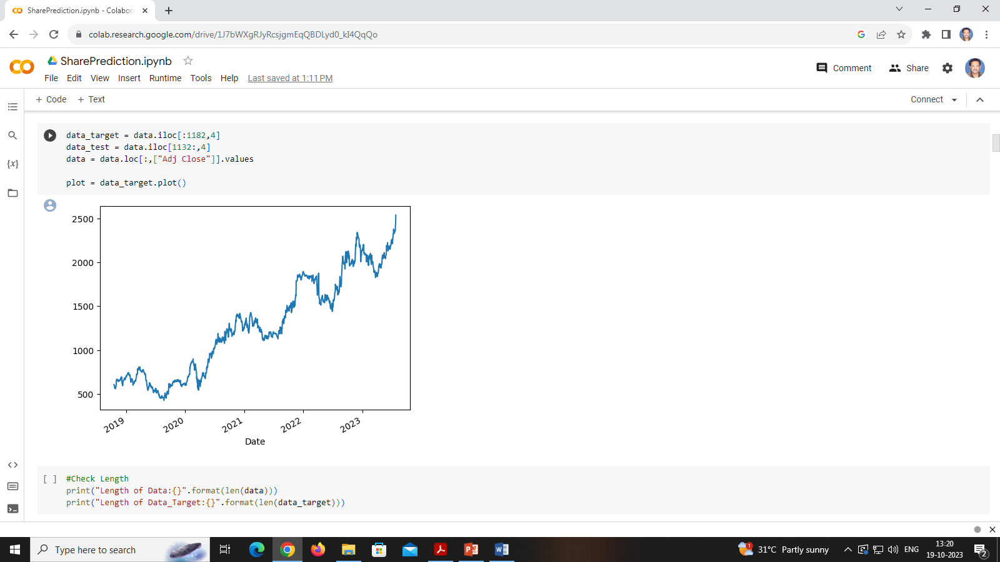 SharePrediction.ipynb - Colabor
colab.research.google.com/drive/1J7bWXgRJyRcsjgmEqQBDLyd0_kI4QqQo
SharePrediction.ipynb
File Edit View Insert Runtime Tools Help Last saved at 1:11 PM
Comment Share
+ Code + Text
Connect
data_target = data.iloc[:1182,4]
data_test = data.iloc[1132:,4]
data = data.loc[:,["Adj Close"]].values
plot = data_target.plot()
2500
2000
1500
1000
500
2019 2020 2021 2022 2023
Date
[ ] #Check Length
print("Length of Data:{}".format(len(data)))
print("Length of Data_Target:{}".format(len(data_target)))
Type here to search
1
31°C Partly sunny
ENG
13:20
19-10-2023
2